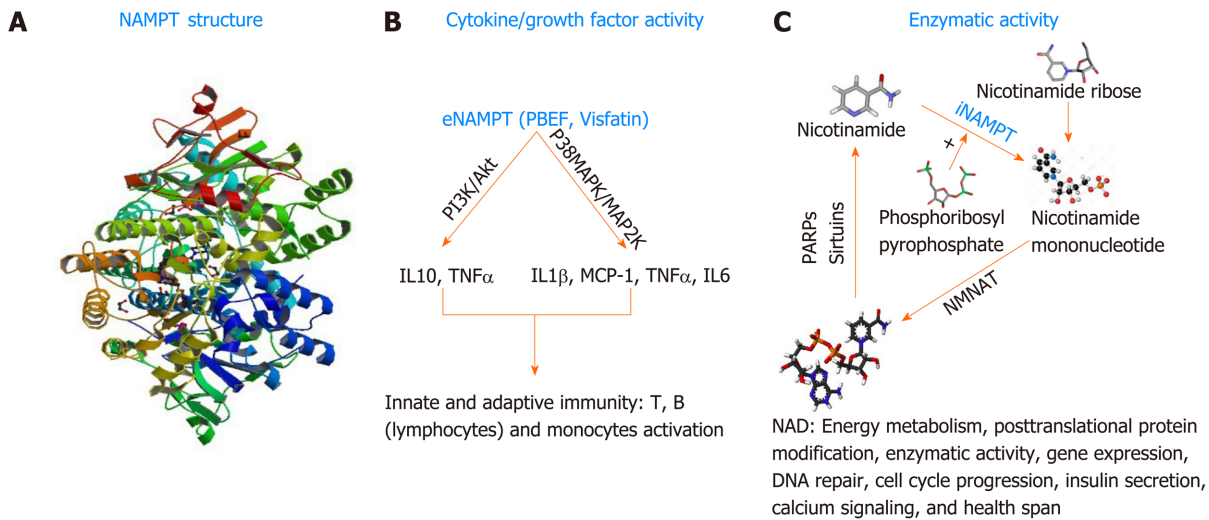 A
NAMPT structure
B
Cytokine/growth factor activity
eNAMPT (PBEF, Visfatin)
PI3K/Akt
P38MAPK/MAP2K
IL10, TNFα
IL1β, MCP-1, TNFα, IL6
Innate and adaptive immunity: T, B
(lymphocytes) and monocytes activation
C
Enzymatic activity
Nicotinamide ribose
Nicotinamide
iNAMPT
+
Phosphoribosyl
pyrophosphate
Nicotinamide
mononucleotide
PARPs
Sirtuins
NMNAT
NAD: Energy metabolism, posttranslational protein
modification, enzymatic activity, gene expression,
DNA repair, cell cycle progression, insulin secretion,
calcium signaling, and health span